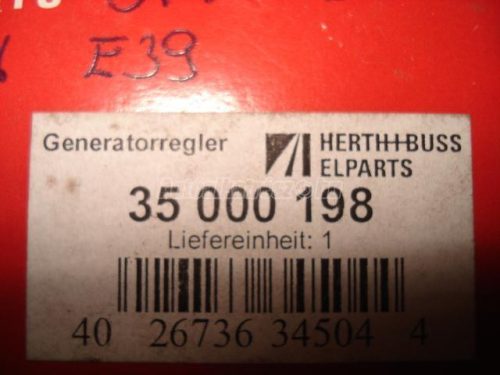 E39
Generatorregler
HERTH+BUSS
ELPARTS
35 000 198
Liefereinheit: 1
40 26736 34504 4